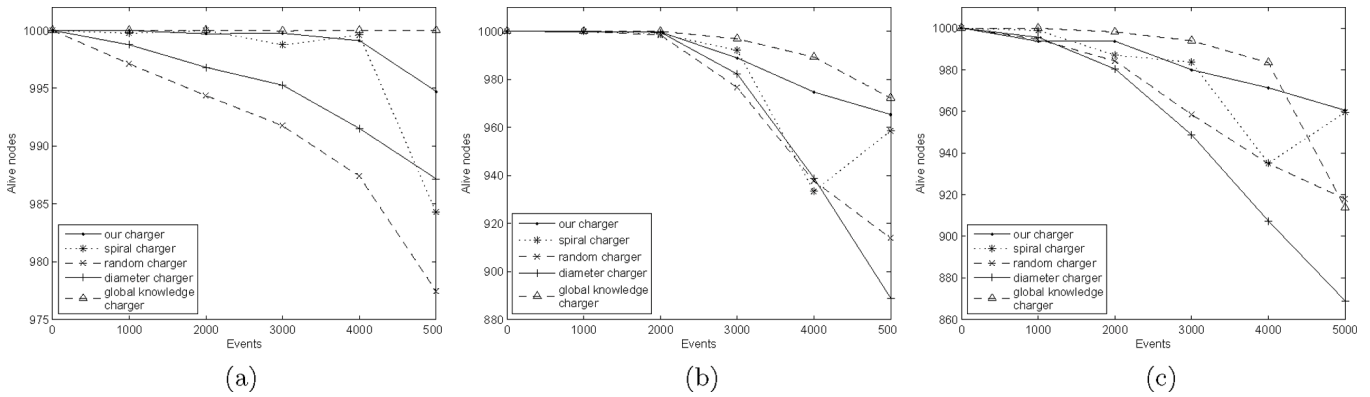 1000
995
990
985
980
975
Alive nodes
our charger
spiral charger
random charger
diameter charger
global knowledge
charger
0 1000 2000 3000 4000 500
Events
(a)
1000
980
960
940
920
900
880
Alive nodes
our charger
spiral charger
random charger
diameter charger
global knowledge
charger
0 1000 2000 3000 4000 500
Events
(b)
1000
980
960
940
920
900
880
860
Alive nodes
our charger
spiral charger
random charger
diameter charger
global knowledge
charger
0 1000 2000 3000 4000 5000
Events
(c)